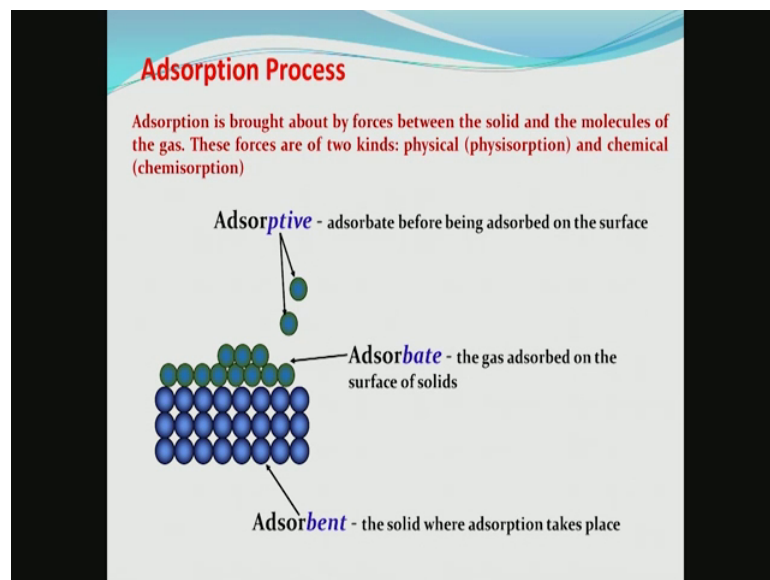 Adsorption Process
Adsorption is brought about by forces between the solid and the molecules of
the gas. These forces are of two kinds: physical (physisorption) and chemical
(chemisorption)
Adsorptive - adsorbate before being adsorbed on the surface
Adsorbate - the gas adsorbed on the
surface of solids
Adsorbent - the solid where adsorption takes place